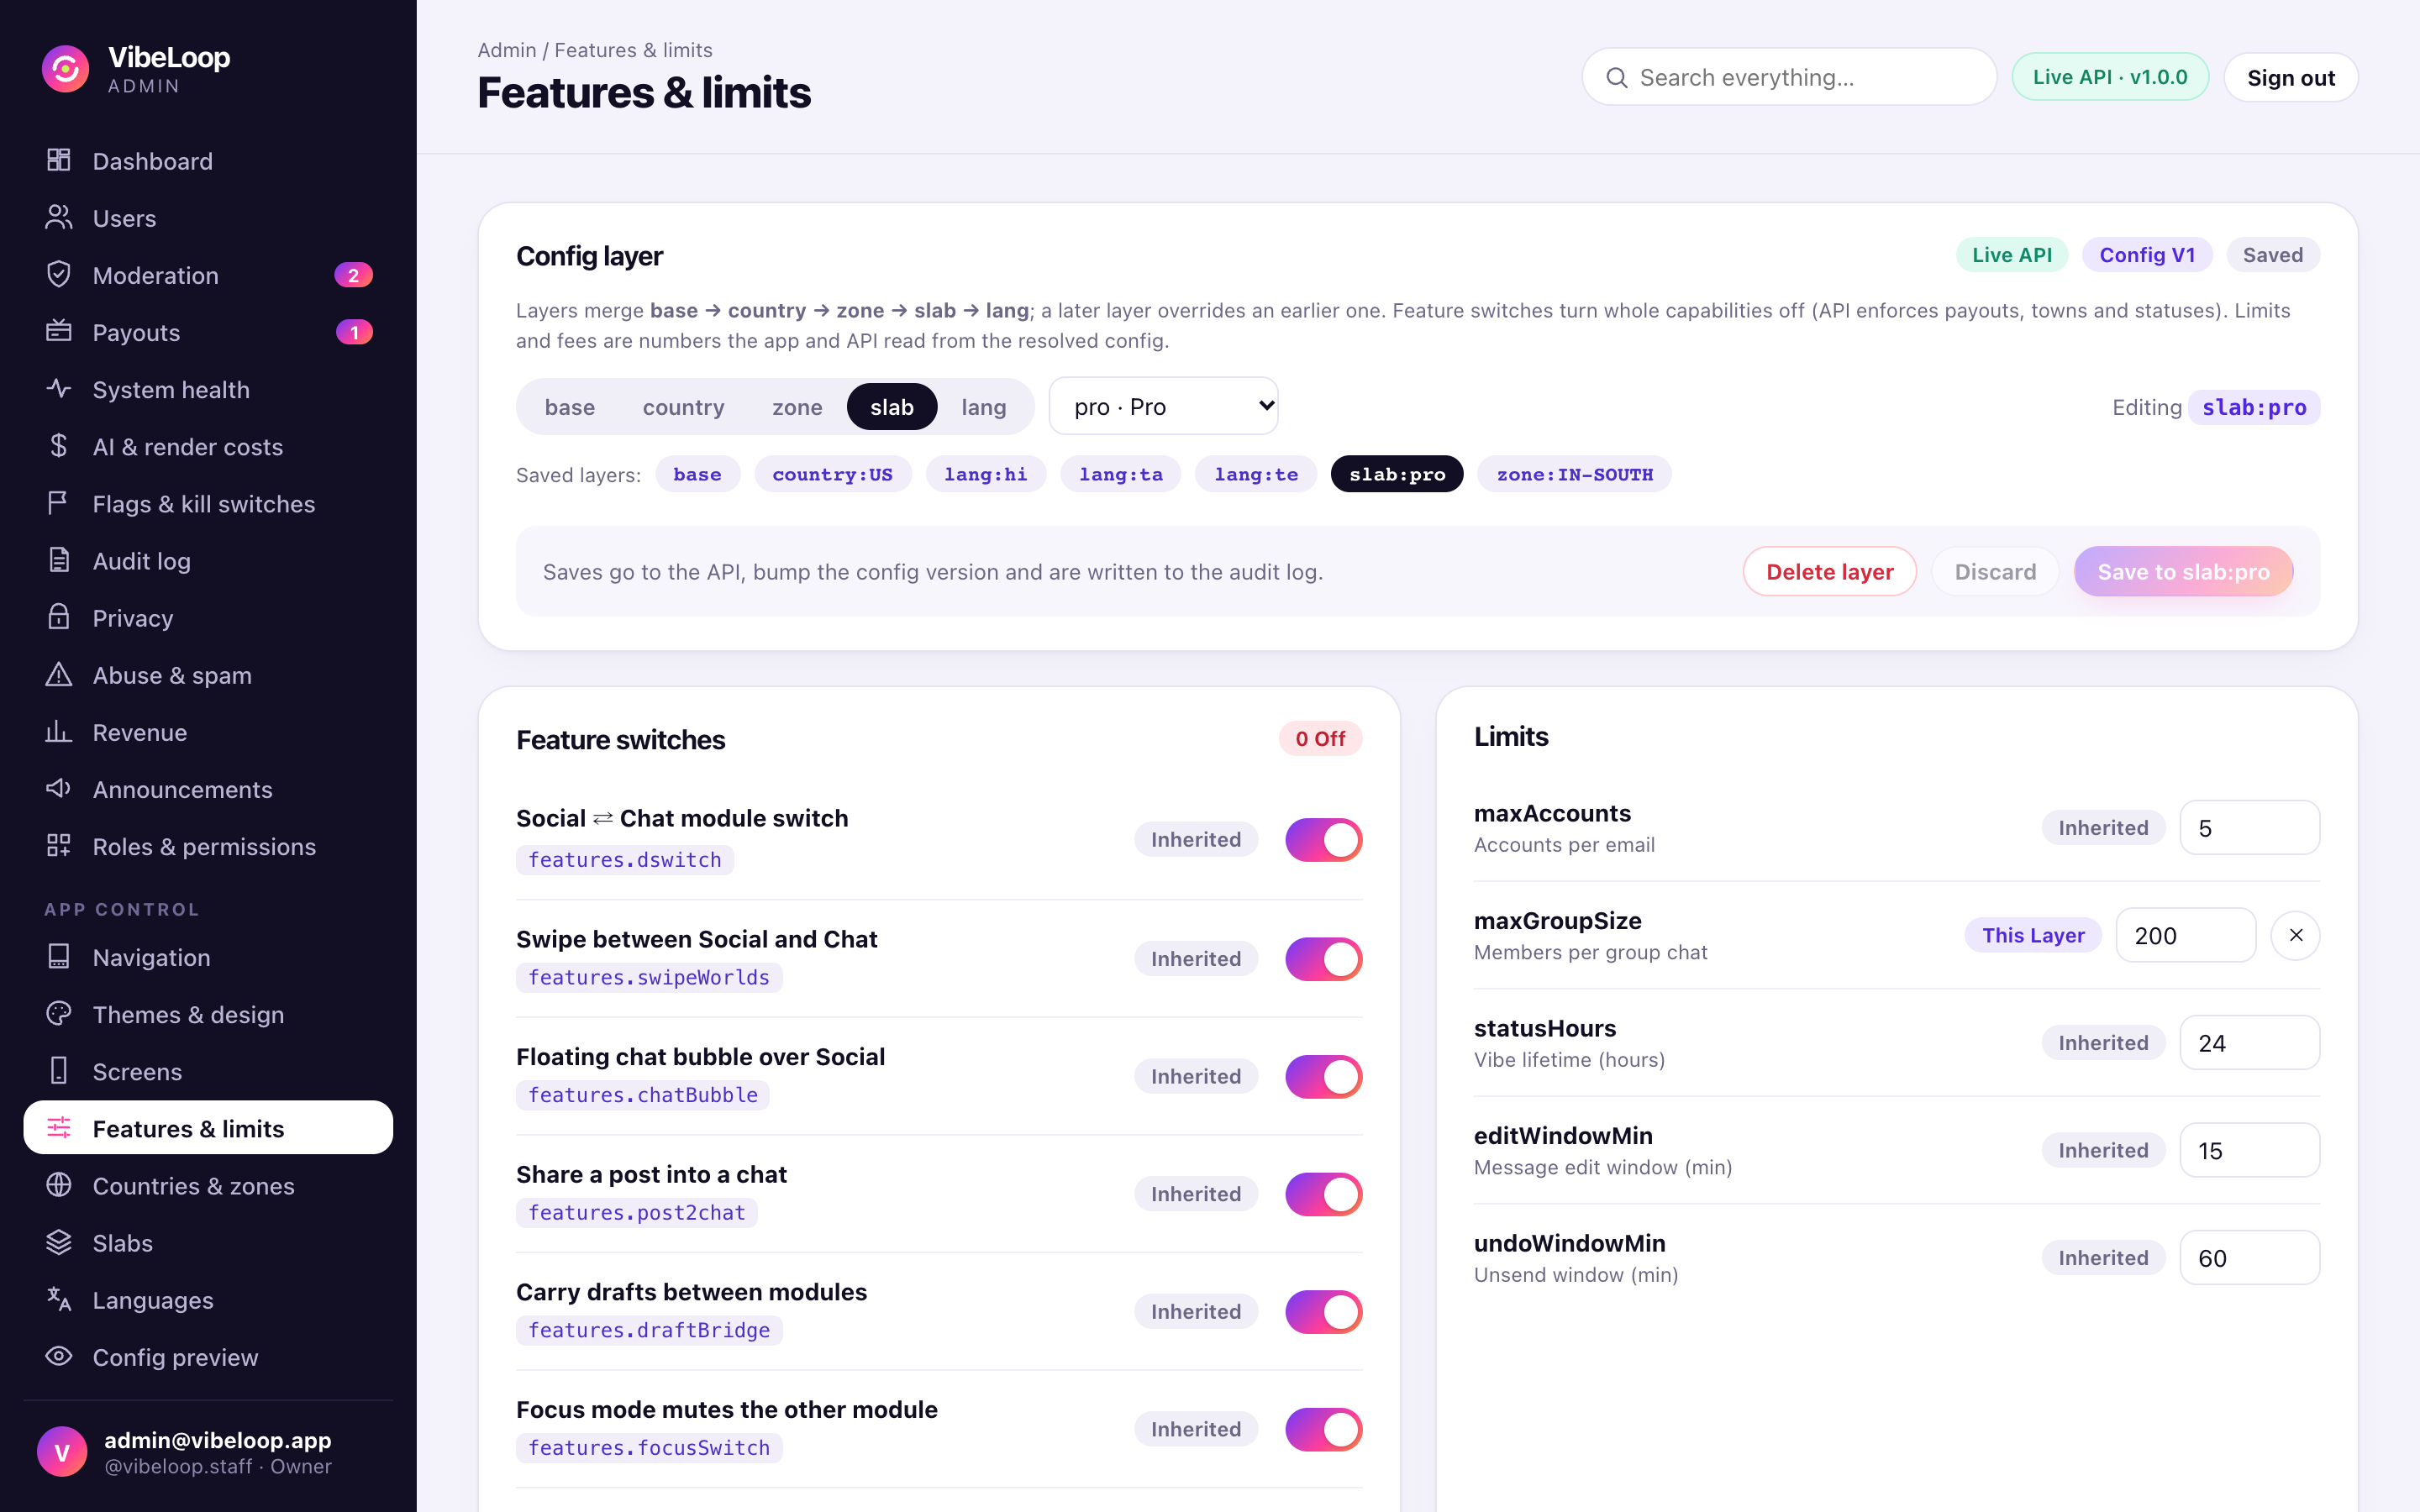 VibeLoop
ADMIN
Dashboard
Users
Moderation 2
Payouts 1
System health
AI & render costs
Flags & kill switches
Audit log
Privacy
Abuse & spam
Revenue
Announcements
Roles & permissions
APP CONTROL
Navigation
Themes & design
Screens
Features & limits
Countries & zones
Slabs
Languages
Config preview
V
admin@vibeloop.app
@vibeloop.staff · Owner
Admin / Features & limits
Features & limits
Search everything...
Live API · v1.0.0
Sign out
Config layer
Live API
Config V1
Saved
Layers merge base → country → zone → slab → lang; a later layer overrides an earlier one. Feature switches turn whole capabilities off (API enforces payouts, towns and statuses). Limits
and fees are numbers the app and API read from the resolved config.
base country zone slab lang
pro · Pro
Editing slab:pro
Saved layers: base country:US lang:hi lang:ta lang:te slab:pro zone:IN-SOUTH
Saves go to the API, bump the config version and are written to the audit log.
Delete layer
Discard
Save to slab:pro
Feature switches
0 Off
Social ⇄ Chat module switch
features.dswitch
Inherited
Swipe between Social and Chat
features.swipeWorlds
Inherited
Floating chat bubble over Social
features.chatBubble
Inherited
Share a post into a chat
features.post2chat
Inherited
Carry drafts between modules
features.draftBridge
Inherited
Focus mode mutes the other module
features.focusSwitch
Inherited
Limits
maxAccounts
Accounts per email
Inherited
5
maxGroupSize
Members per group chat
This Layer
200
statusHours
Vibe lifetime (hours)
Inherited
24
editWindowMin
Message edit window (min)
Inherited
15
undoWindowMin
Unsend window (min)
Inherited
60